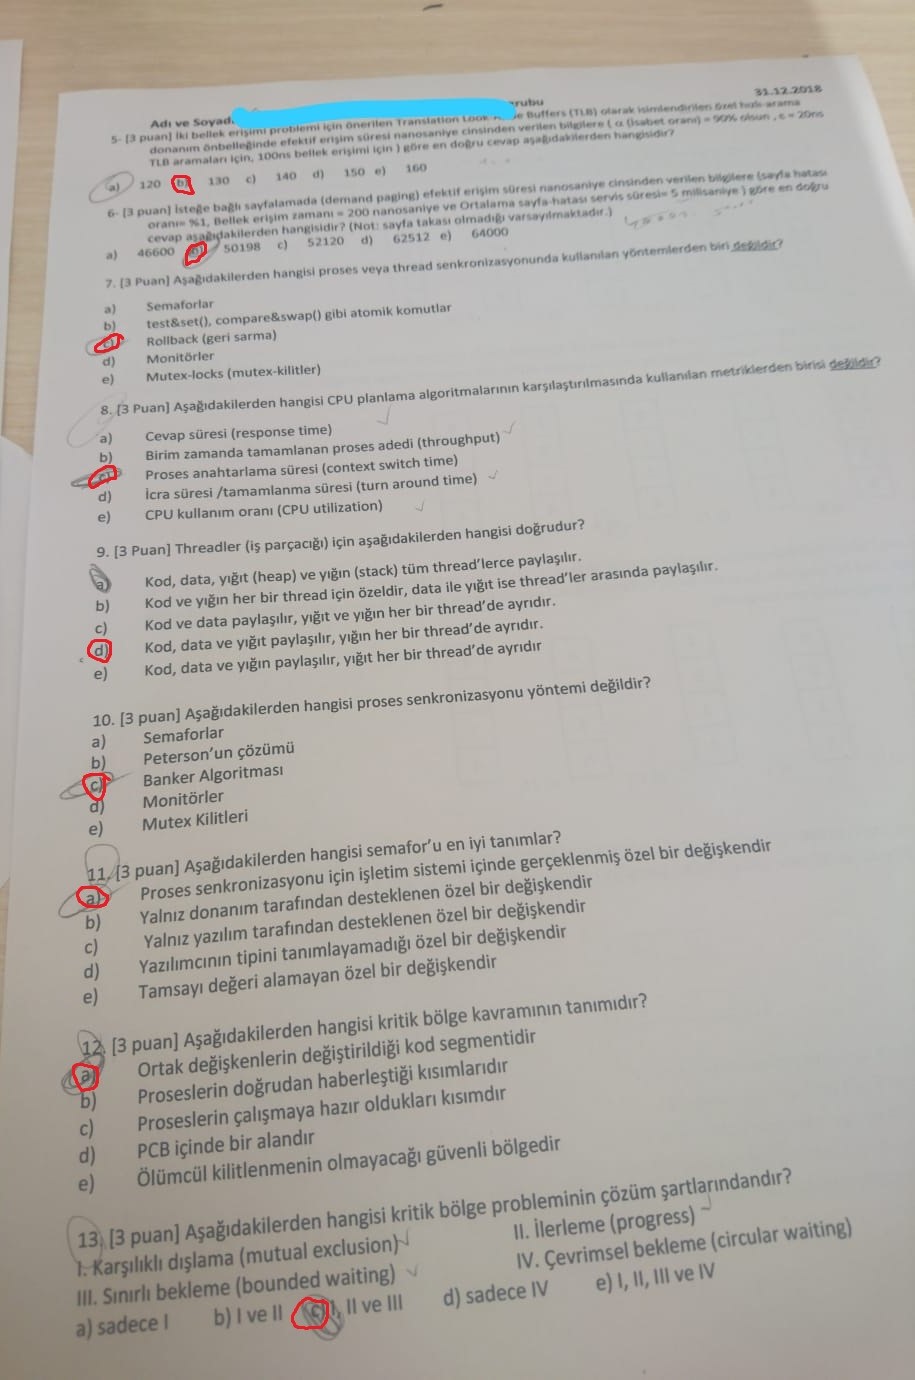 31.12.2018
Adı ve Soyad grubu
5- [3 puan] İki bellek erişimi problemi için önerilen Translation Look Buffers (TLB) olarak isimlendirilen özel hızlı arama
donanım önbelleğinde efektif erişim süresi nanosaniye cinsinden verilen bilgilere ( α (isabet oranı) = 90% olsun , ε = 20ns
TLB aramaları için, 100ns bellek erişimi için ) göre en doğru cevap aşağıdakilerden hangisidir?
a) 120 b) 130 c) 140 d) 150 e) 160
6- [3 puan] İsteğe bağlı sayfalamada (demand paging) efektif erişim süresi nanosaniye cinsinden verilen bilgilere (sayfa hatası
oranı= %1, Bellek erişim zamanı = 200 nanosaniye ve Ortalama sayfa-hatası servis süresi= 5 milisaniye ) göre en doğru
cevap aşağıdakilerden hangisidir? (Not: sayfa takası olmadığı varsayılmaktadır.)
a) 46600 b) 50198 c) 52120 d) 62512 e) 64000
7. [3 Puan] Aşağıdakilerden hangisi proses veya thread senkronizasyonunda kullanılan yöntemlerden biri değildir?
a) Semaforlar
b) test&set(), compare&swap() gibi atomik komutlar
c) Rollback (geri sarma)
d) Monitörler
e) Mutex-locks (mutex-kilitler)
8. [3 Puan] Aşağıdakilerden hangisi CPU planlama algoritmalarının karşılaştırılmasında kullanılan metriklerden birisi değildir?
a) Cevap süresi (response time)
b) Birim zamanda tamamlanan proses adedi (throughput)
c) Proses anahtarlama süresi (context switch time)
d) İcra süresi /tamamlanma süresi (turn around time)
e) CPU kullanım oranı (CPU utilization)
9. [3 Puan] Threadler (iş parçacığı) için aşağıdakilerden hangisi doğrudur?
a) Kod, data, yığıt (heap) ve yığın (stack) tüm thread'lerce paylaşılır.
b) Kod ve yığın her bir thread için özeldir, data ile yığıt ise thread'ler arasında paylaşılır.
c) Kod ve data paylaşılır, yığıt ve yığın her bir thread'de ayrıdır.
d) Kod, data ve yığıt paylaşılır, yığın her bir thread'de ayrıdır.
e) Kod, data ve yığın paylaşılır, yığıt her bir thread'de ayrıdır
10. [3 puan] Aşağıdakilerden hangisi proses senkronizasyonu yöntemi değildir?
a) Semaforlar
b) Peterson'un çözümü
c) Banker Algoritması
d) Monitörler
e) Mutex Kilitleri
11. [3 puan] Aşağıdakilerden hangisi semafor'u en iyi tanımlar?
a) Proses senkronizasyonu için işletim sistemi içinde gerçeklenmiş özel bir değişkendir
b) Yalnız donanım tarafından desteklenen özel bir değişkendir
c) Yalnız yazılım tarafından desteklenen özel bir değişkendir
d) Yazılımcının tipini tanımlayamadığı özel bir değişkendir
e) Tamsayı değeri alamayan özel bir değişkendir
12. [3 puan] Aşağıdakilerden hangisi kritik bölge kavramının tanımıdır?
a) Ortak değişkenlerin değiştirildiği kod segmentidir
b) Proseslerin doğrudan haberleştiği kısımlarıdır
c) Proseslerin çalışmaya hazır oldukları kısımdır
d) PCB içinde bir alandır
e) Ölümcül kilitlenmenin olmayacağı güvenli bölgedir
13. [3 puan] Aşağıdakilerden hangisi kritik bölge probleminin çözüm şartlarındandır?
I. Karşılıklı dışlama (mutual exclusion) II. İlerleme (progress)
III. Sınırlı bekleme (bounded waiting) IV. Çevrimsel bekleme (circular waiting)
a) sadece I b) I ve II c) I, II ve III d) sadece IV e) I, II, III ve IV